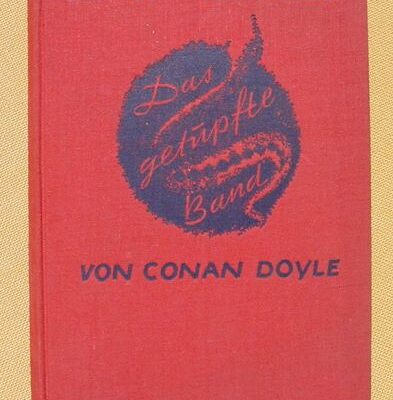 Das
getüpfte
Band
VON CONAN DOYLE